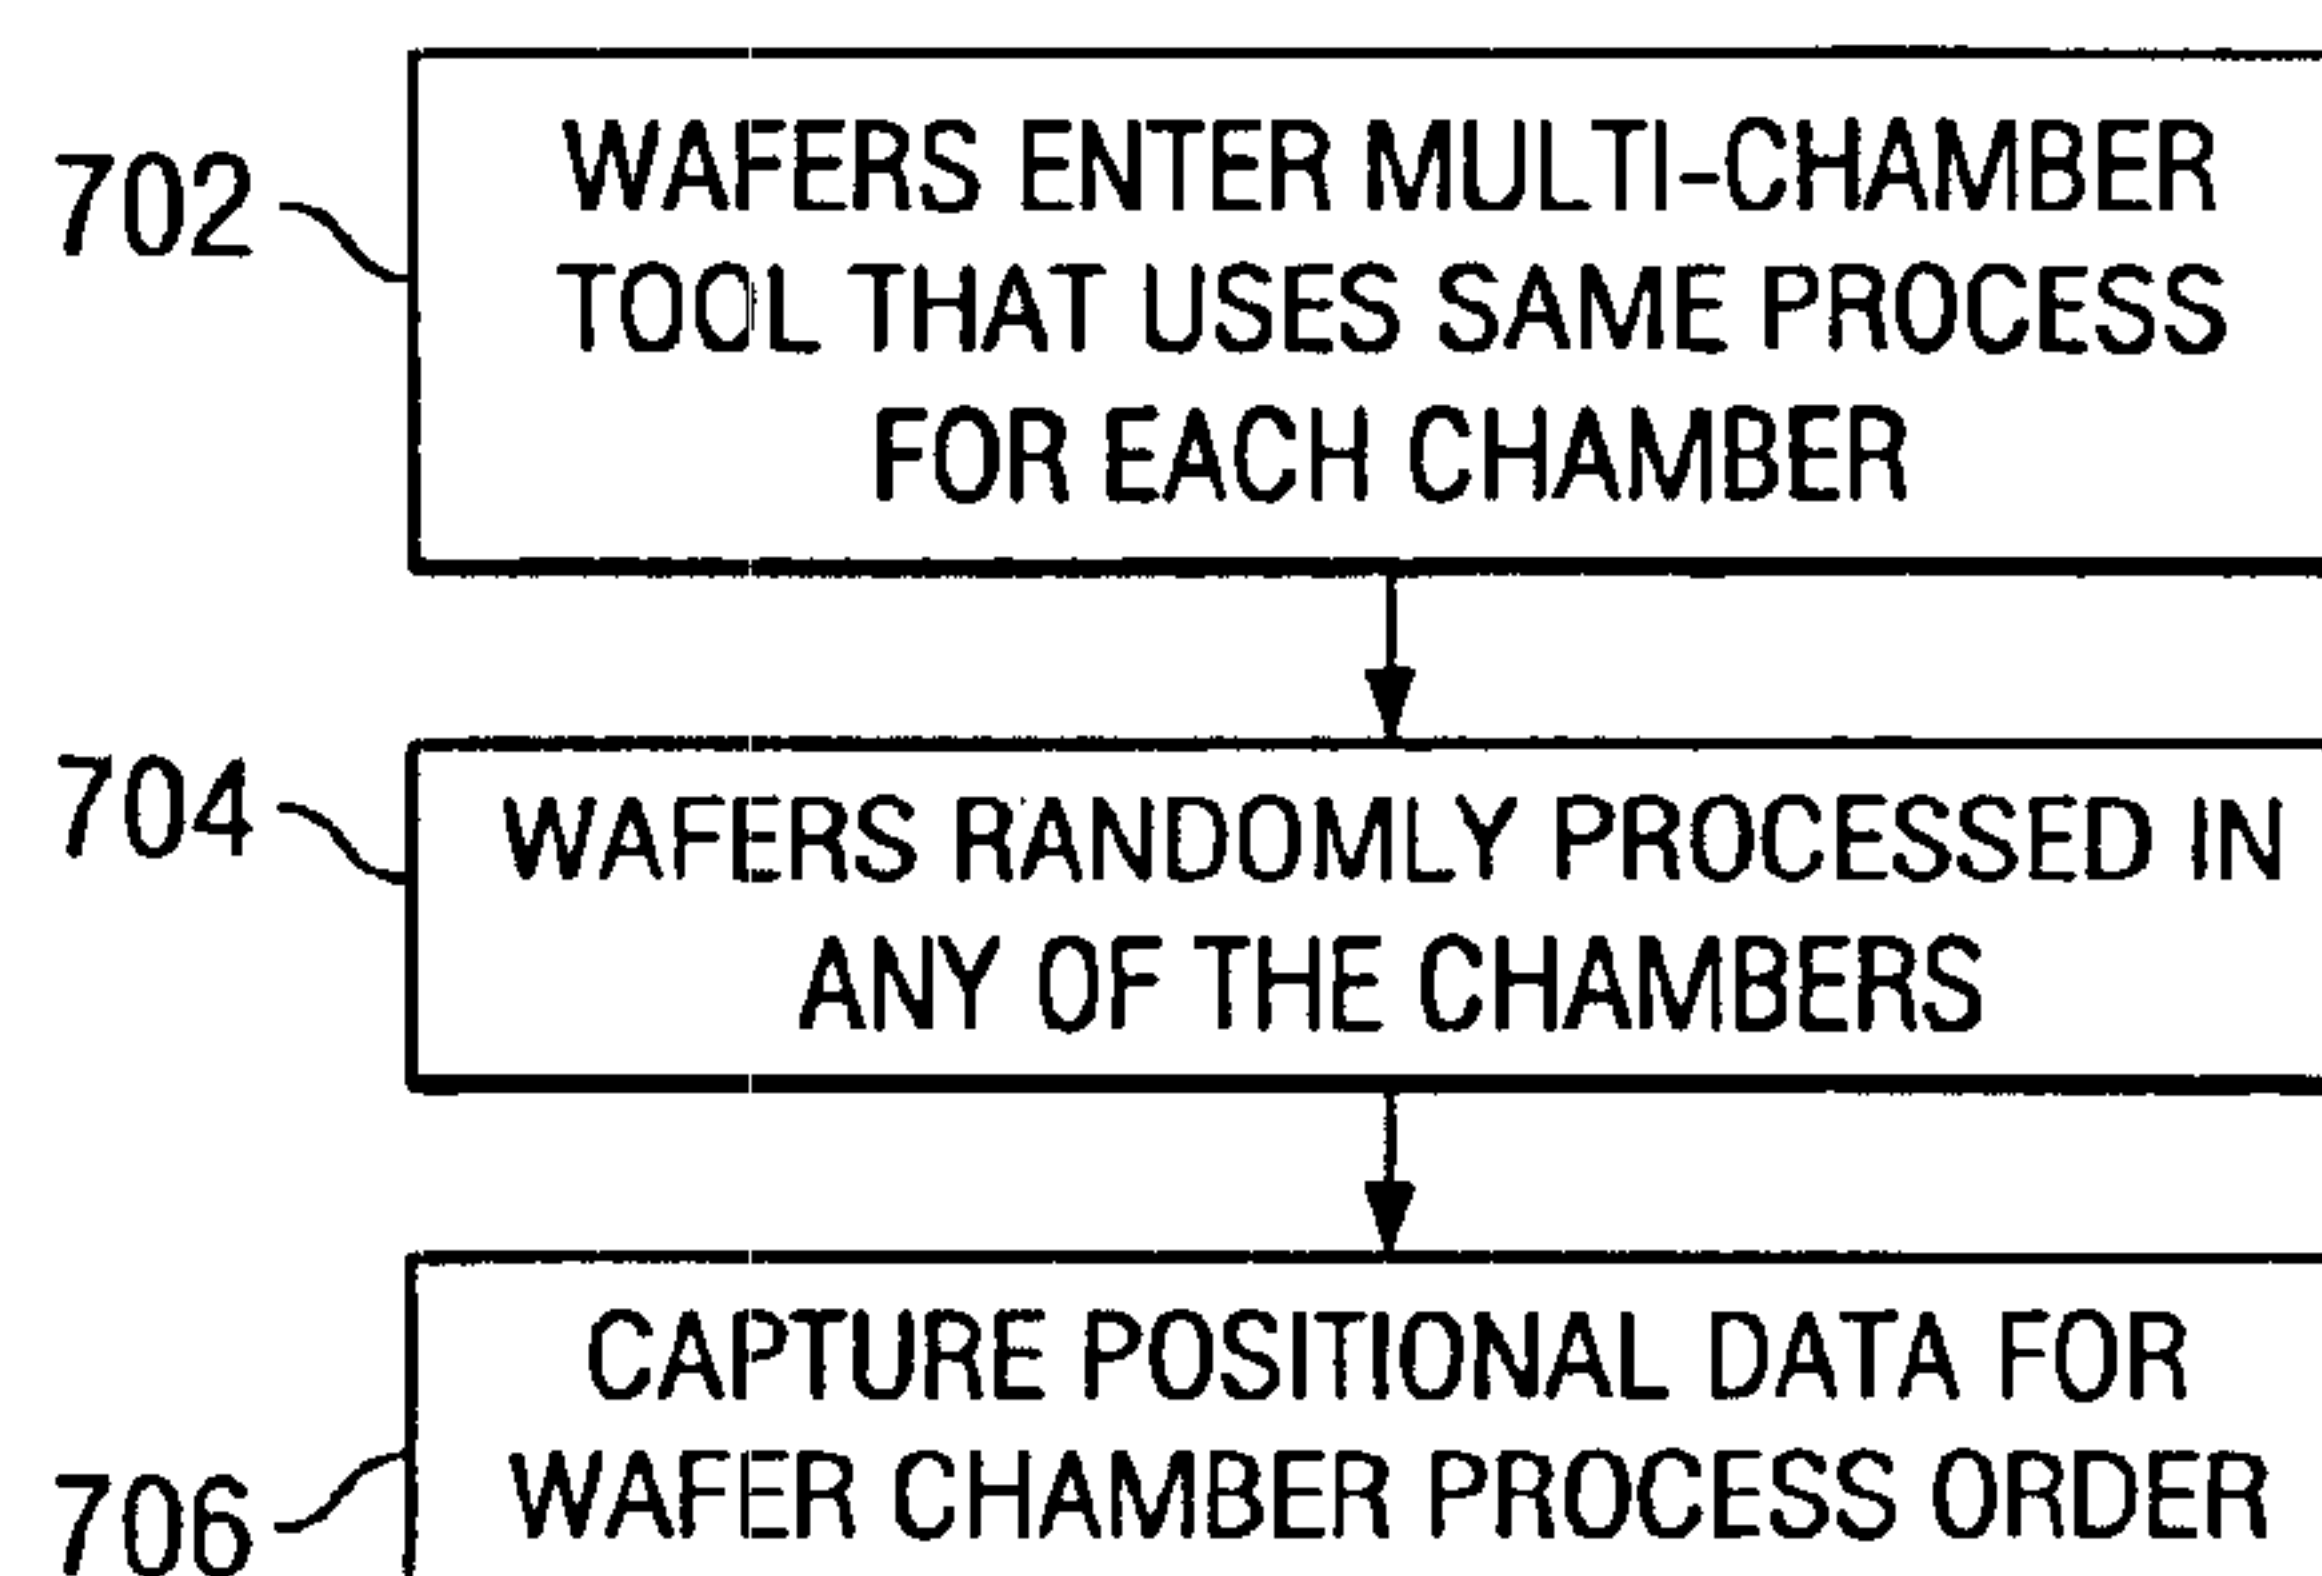 702
WAFERS ENTER MULTI-CHAMBER
TOOL THAT USES SAME PROCESS
FOR EACH CHAMBER
704
WAFERS RANDOMLY PROCESSED IN
ANY OF THE CHAMBERS
CAPTURE POSITIONAL DATA FOR
WAFER CHAMBER PROCESS ORDER
706